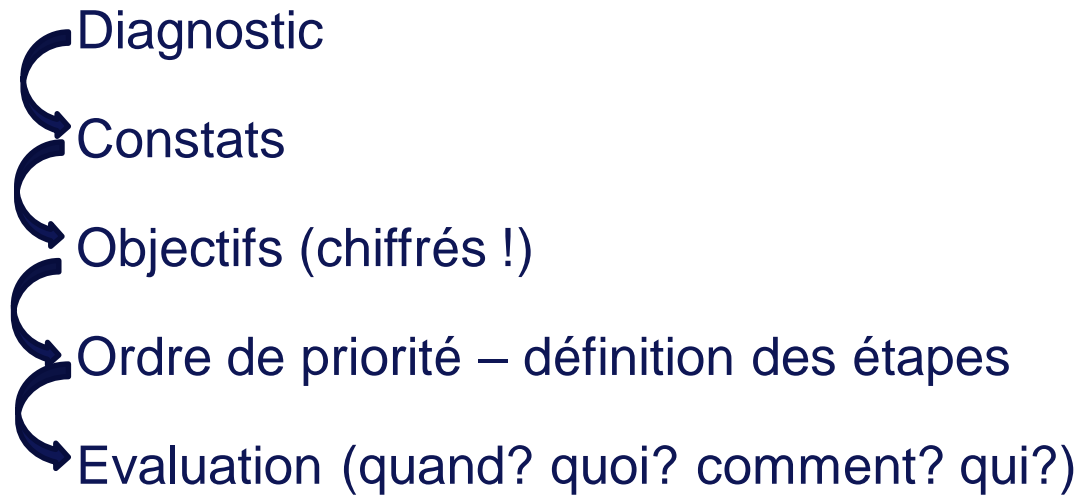 Diagnostic
Constats
Objectifs (chiffrés !)
Ordre de priorité – définition des étapes
Evaluation (quand? quoi? comment? qui?)